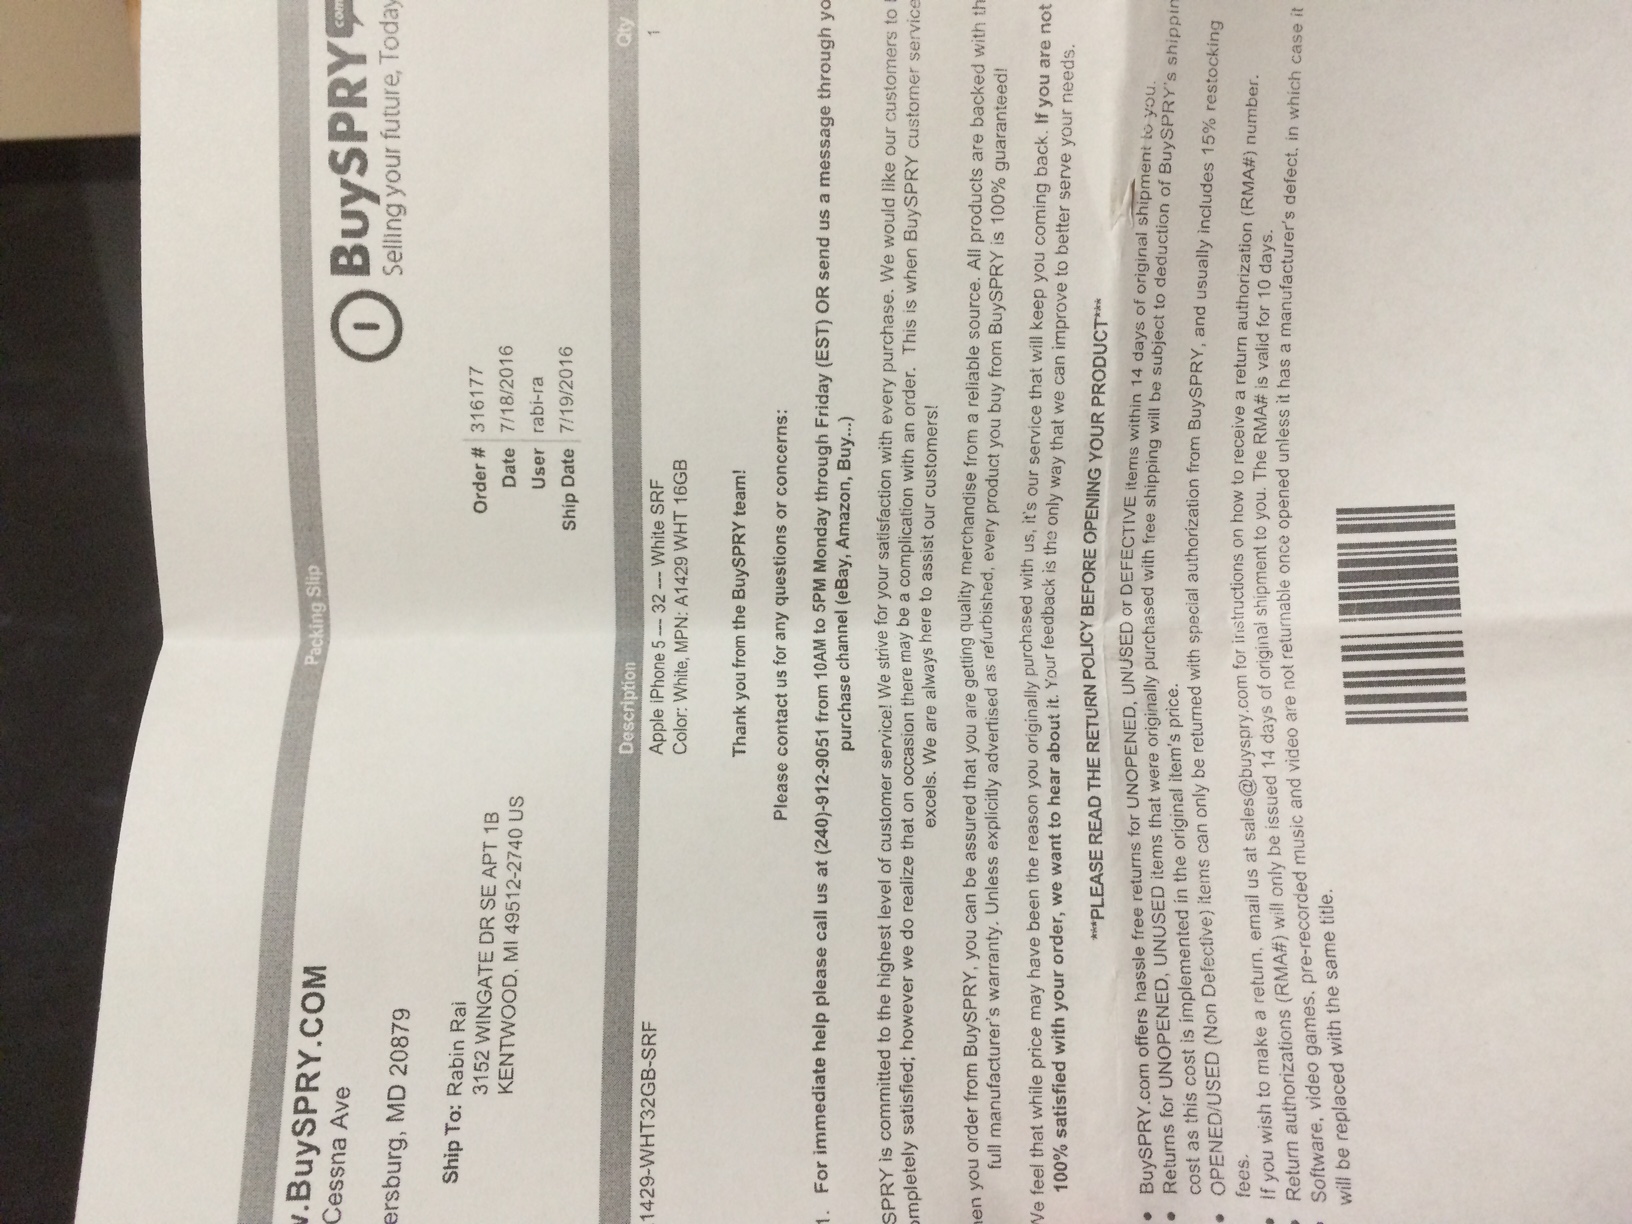 .BuySPRY.COM
Cessna Ave
ersburg, MD 20879
Packing Slip
BuySPRY com
Selling your future, Today
Ship To: Rabin Rai
3152 WINGATE DR SE APT 1B
KENTWOOD, MI 49512-2740 US
Order # 316177
Date 7/18/2016
User rabi-ra
Ship Date 7/19/2016
Description Qty
1429-WHT32GB-SRF Apple iPhone 5 --- 32 --- White SRF 1
Color: White, MPN: A1429 WHT 16GB
Thank you from the BuySPRY team!
Please contact us for any questions or concerns:
1. For immediate help please call us at (240)-912-9051 from 10AM to 5PM Monday through Friday (EST) OR send us a message through yo
purchase channel (eBay, Amazon, Buy...)
SPRY is committed to the highest level of customer service! We strive for your satisfaction with every purchase. We would like our customers to
ompletely satisfied; however we do realize that on occasion there may be a complication with an order. This is when BuySPRY customer service
excels. We are always here to assist our customers!
en you order from BuySPRY, you can be assured that you are getting quality merchandise from a reliable source. All products are backed with th
full manufacturer's warranty. Unless explicitly advertised as refurbished, every product you buy from BuySPRY is 100% guaranteed!
We feel that while price may have been the reason you originally purchased with us, it's our service that will keep you coming back. If you are not
100% satisfied with your order, we want to hear about it. Your feedback is the only way that we can improve to better serve your needs.
***PLEASE READ THE RETURN POLICY BEFORE OPENING YOUR PRODUCT***
• BuySPRY.com offers hassle free returns for UNOPENED, UNUSED or DEFECTIVE items within 14 days of original shipment to you.
• Returns for UNOPENED, UNUSED items that were originally purchased with free shipping will be subject to deduction of BuySPRY's shippin
cost as this cost is implemented in the original item's price.
• OPENED/USED (Non Defective) items can only be returned with special authorization from BuySPRY, and usually includes 15% restocking
fees.
• If you wish to make a return, email us at sales@buyspry.com for instructions on how to receive a return authorization (RMA#) number.
• Return authorizations (RMA#) will only be issued 14 days of original shipment to you. The RMA# is valid for 10 days.
• Software, video games, pre-recorded music and video are not returnable once opened unless it has a manufacturer's defect, in which case it
will be replaced with the same title.